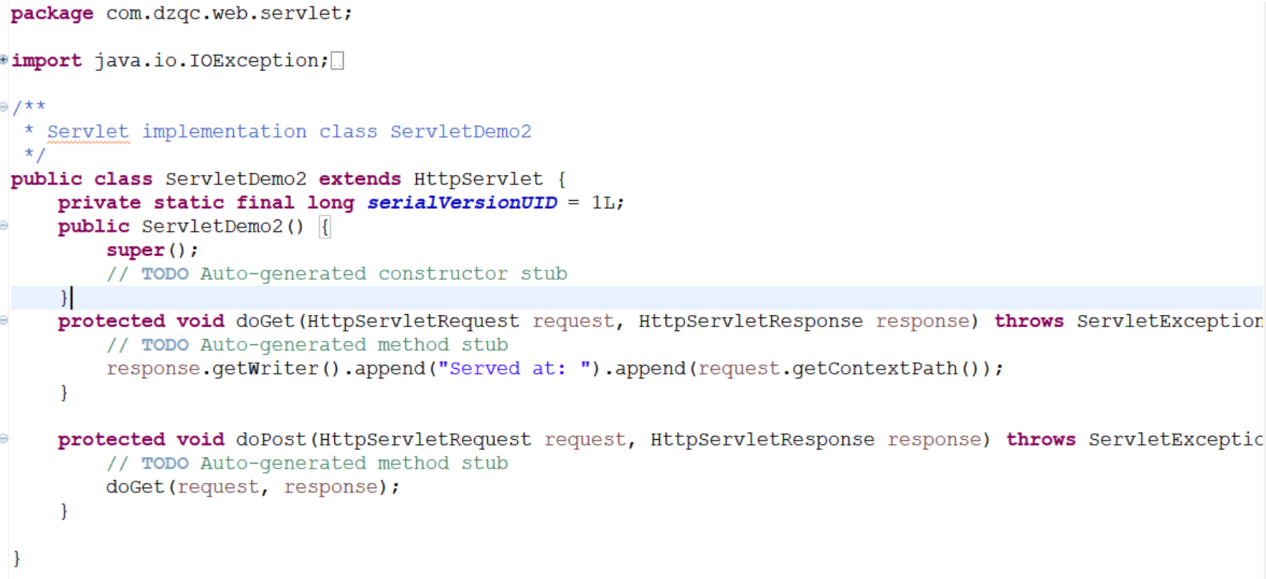 package com.dzqc.web.servlet;
import java.io.IOException;
/**
* Servlet implementation class ServletDemo2
*/
public class ServletDemo2 extends HttpServlet {
private static final long serialVersionUID = 1L;
public ServletDemo2() {
super();
// TODO Auto-generated constructor stub
}
protected void doGet(HttpServletRequest request, HttpServletResponse response) throws ServletException
// TODO Auto-generated method stub
response.getWriter().append("Served at: ").append(request.getContextPath());
}
protected void doPost(HttpServletRequest request, HttpServletResponse response) throws ServletExceptio
// TODO Auto-generated method stub
doGet(request, response);
}
}